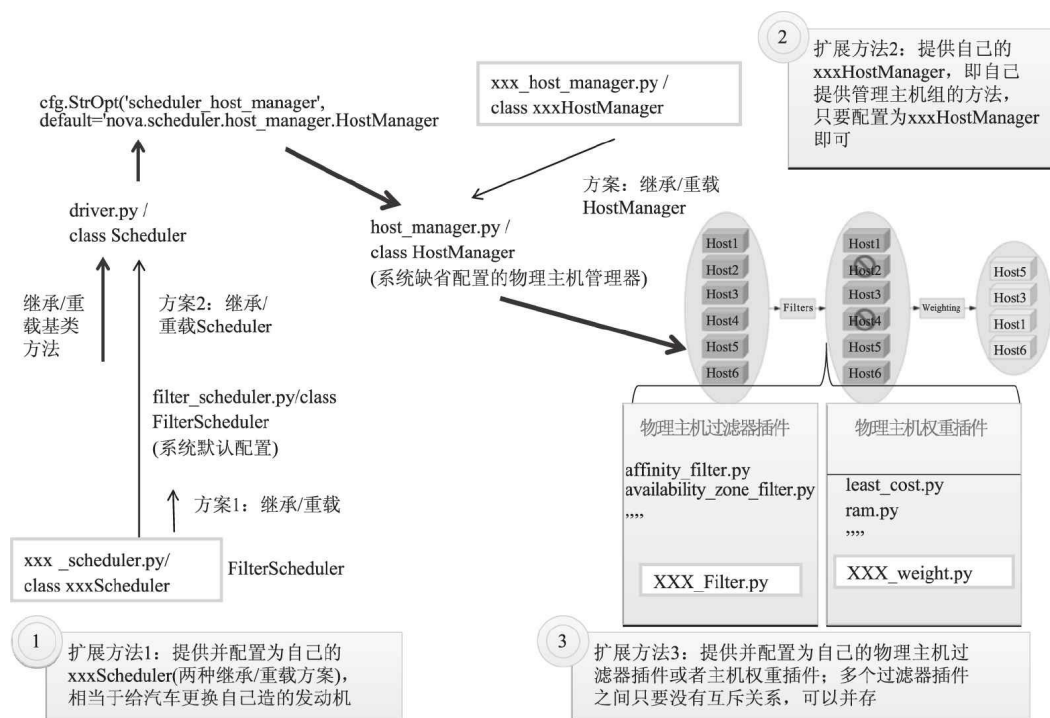 cfg.StrOpt('scheduler_host_manager',
default='nova.scheduler.host_manager.HostManager
xxx_host_manager.py /
class xxxHostManager
2
扩展方法2：提供自己的
xxxHostManager，即自己
提供管理主机组的方法，
只要配置为xxxHostManager
即可
driver.py /
class Scheduler
host_manager.py /
class HostManager
(系统缺省配置的物理主机管理器)
方案：继承/重载
HostManager
继承/重
载基类
方法
方案2：继承/
重载Scheduler
filter_scheduler.py/class
FilterScheduler
(系统默认配置)
方案1：继承/重载
FilterScheduler
xxx _scheduler.py/
class xxxScheduler
Host1
Host2
Host3
Host4
Host5
Host6
Filters
Host1
Host2
Host3
Host4
Host5
Host6
Weighting
Host5
Host3
Host1
Host6
物理主机过滤器插件
affinity_filter.py
availability_zone_filter.py
,,,,
XXX_Filter.py
物理主机权重插件
least_cost.py
ram.py
,,,,
XXX_weight.py
1
扩展方法1：提供并配置为自己的
xxxScheduler(两种继承/重载方案)，
相当于给汽车更换自己造的发动机
3
扩展方法3：提供并配置为自己的物理主机过
滤器插件或者主机权重插件；多个过滤器插件
之间只要没有互斥关系，可以并存